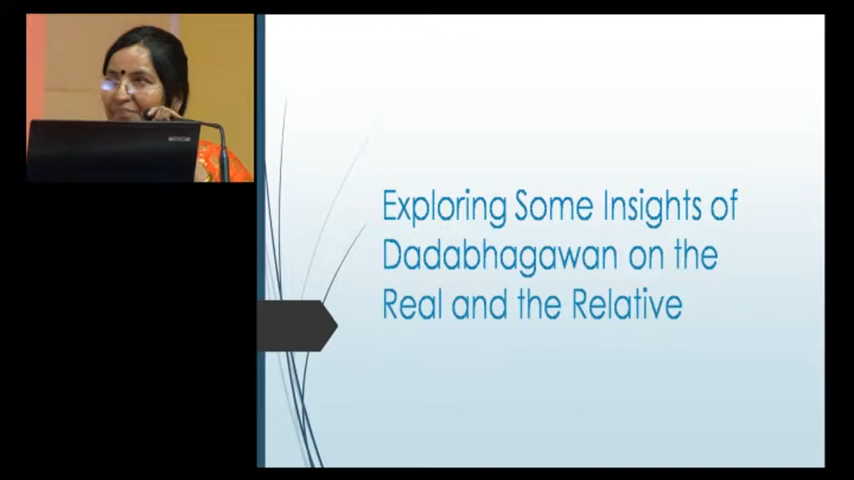 Exploring Some Insights of
Dadabhagawan on the
Real and the Relative